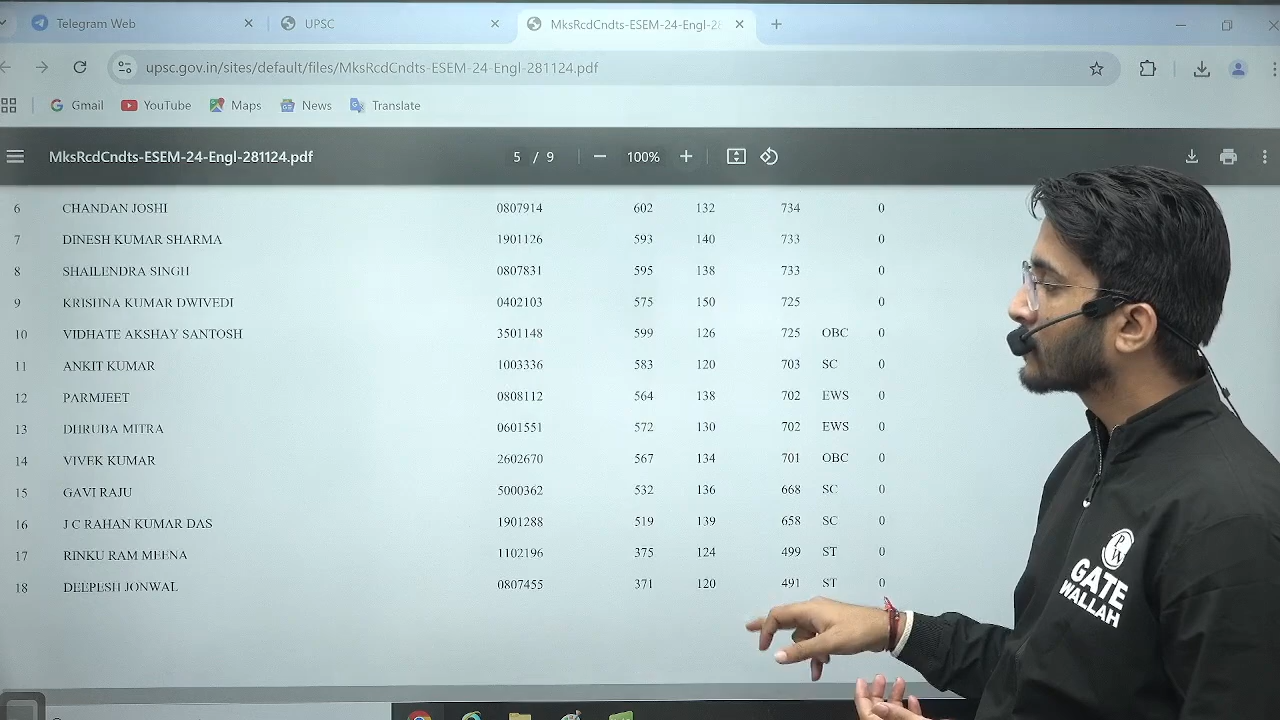 Telegram Web UPSC MksRcdCndts-ESEM-24-Engl-28
upsc.gov.in/sites/default/files/MksRcdCndts-ESEM-24-Engl-281124.pdf
Gmail YouTube Maps News Translate
MksRcdCndts-ESEM-24-Engl-281124.pdf 5 / 9 100%
6 CHANDAN JOSHI 0807914 602 132 734 0
7 DINESH KUMAR SHARMA 1901126 593 140 733 0
8 SHAILENDRA SINGH 0807831 595 138 733 0
9 KRISHNA KUMAR DWIVEDI 0402103 575 150 725 0
10 VIDHATE AKSHAY SANTOSH 3501148 599 126 725 OBC 0
11 ANKIT KUMAR 1003336 583 120 703 SC 0
12 PARMJEET 0808112 564 138 702 EWS 0
13 DHRUBA MITRA 0601551 572 130 702 EWS 0
14 VIVEK KUMAR 2602670 567 134 701 OBC 0
15 GAVI RAJU 5000362 532 136 668 SC 0
16 J C RAHAN KUMAR DAS 1901288 519 139 658 SC 0
17 RINKU RAM MEENA 1102196 375 124 499 ST 0
18 DEEPESH JONWAL 0807455 371 120 491 ST 0
PW
GATE
WALLAH